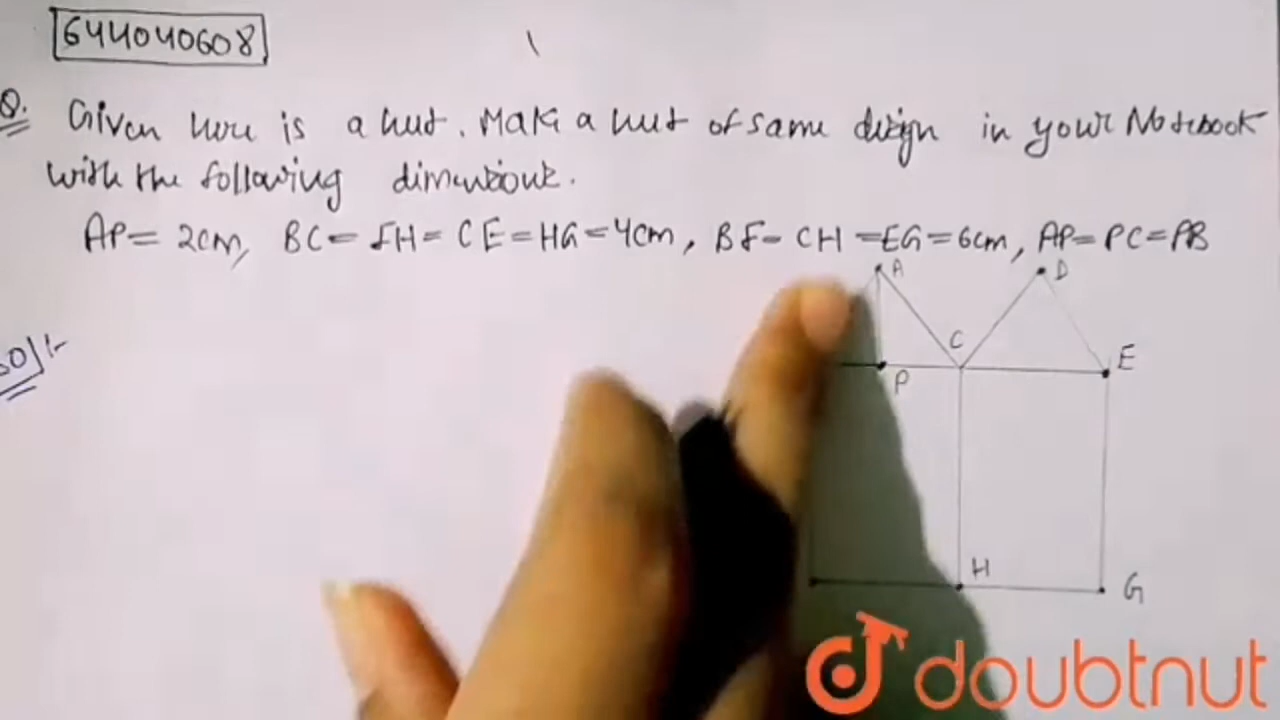 644040608
Q. Given here is a hut. Make a hut of same design in your Notebook
with the following dimensions.
AP= 2cm, BC= FH= CE=HG=4cm, BF= CH =EG=6cm, AP=PC=PB
A D
C E
P
SOl:-
H G
doubtnut